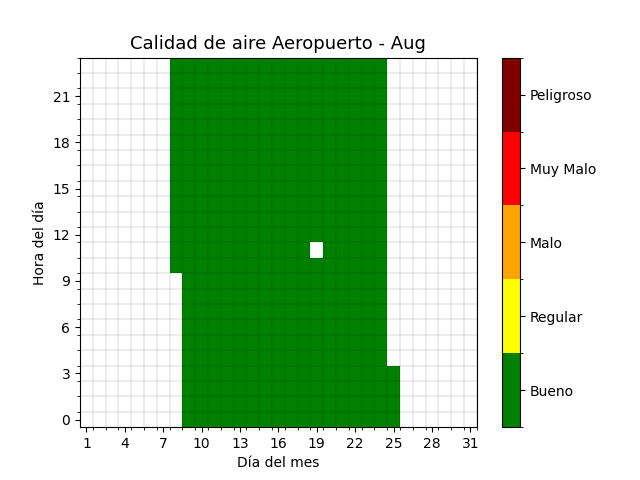 Calidad de aire Aeropuerto - Aug
21
18
15
12
9
6
3
0
Hora del día
1 4 7 10 13 16 19 22 25 28 31
Día del mes
Peligroso
Muy Malo
Malo
Regular
Bueno